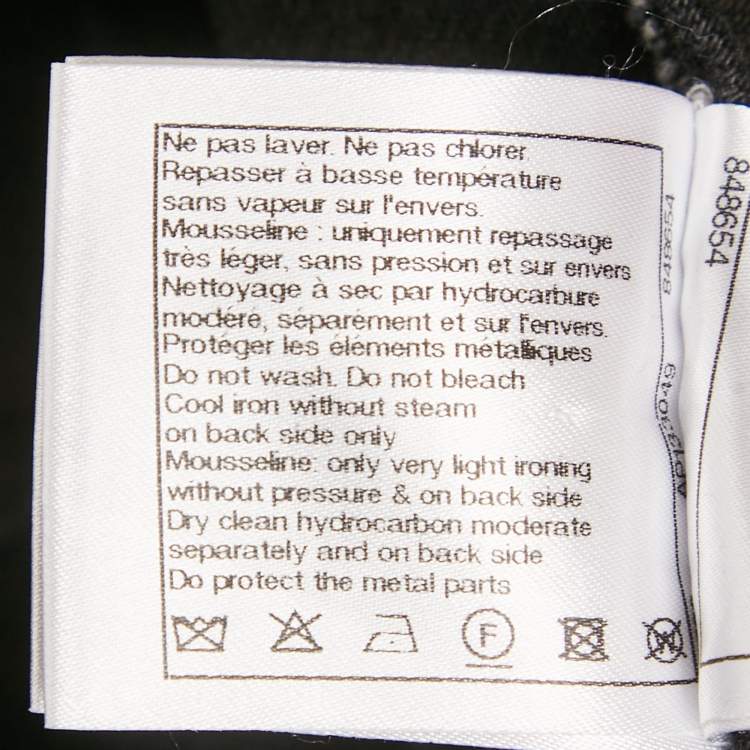 Ne pas laver. Ne pas chlorer.
Repasser à basse température
sans vapeur sur l'envers.
Mousseline : uniquement repassage
très léger, sans pression et sur envers
Nettoyage à sec par hydrocarbure
modéré, séparément et sur l'envers.
Protéger les éléments métalliques
Do not wash. Do not bleach
Cool iron without steam
on back side only
Mousseline: only very light ironing
without pressure & on back side
Dry clean hydrocarbon moderate
separately and on back side
Do protect the metal parts
F
848654